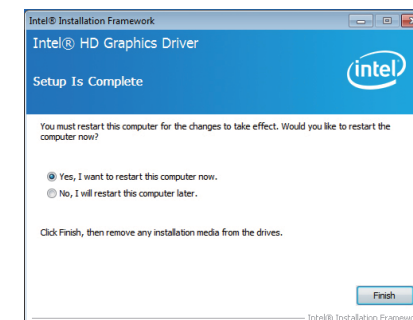 Intel® Installation Framework
Intel® HD Graphics Driver
Setup Is Complete
intel
You must restart this computer for the changes to take effect. Would you like to restart the
computer now?
Yes, I want to restart this computer now.
No, I will restart this computer later.
Click Finish, then remove any installation media from the drives.
Finish
Intel® Installation